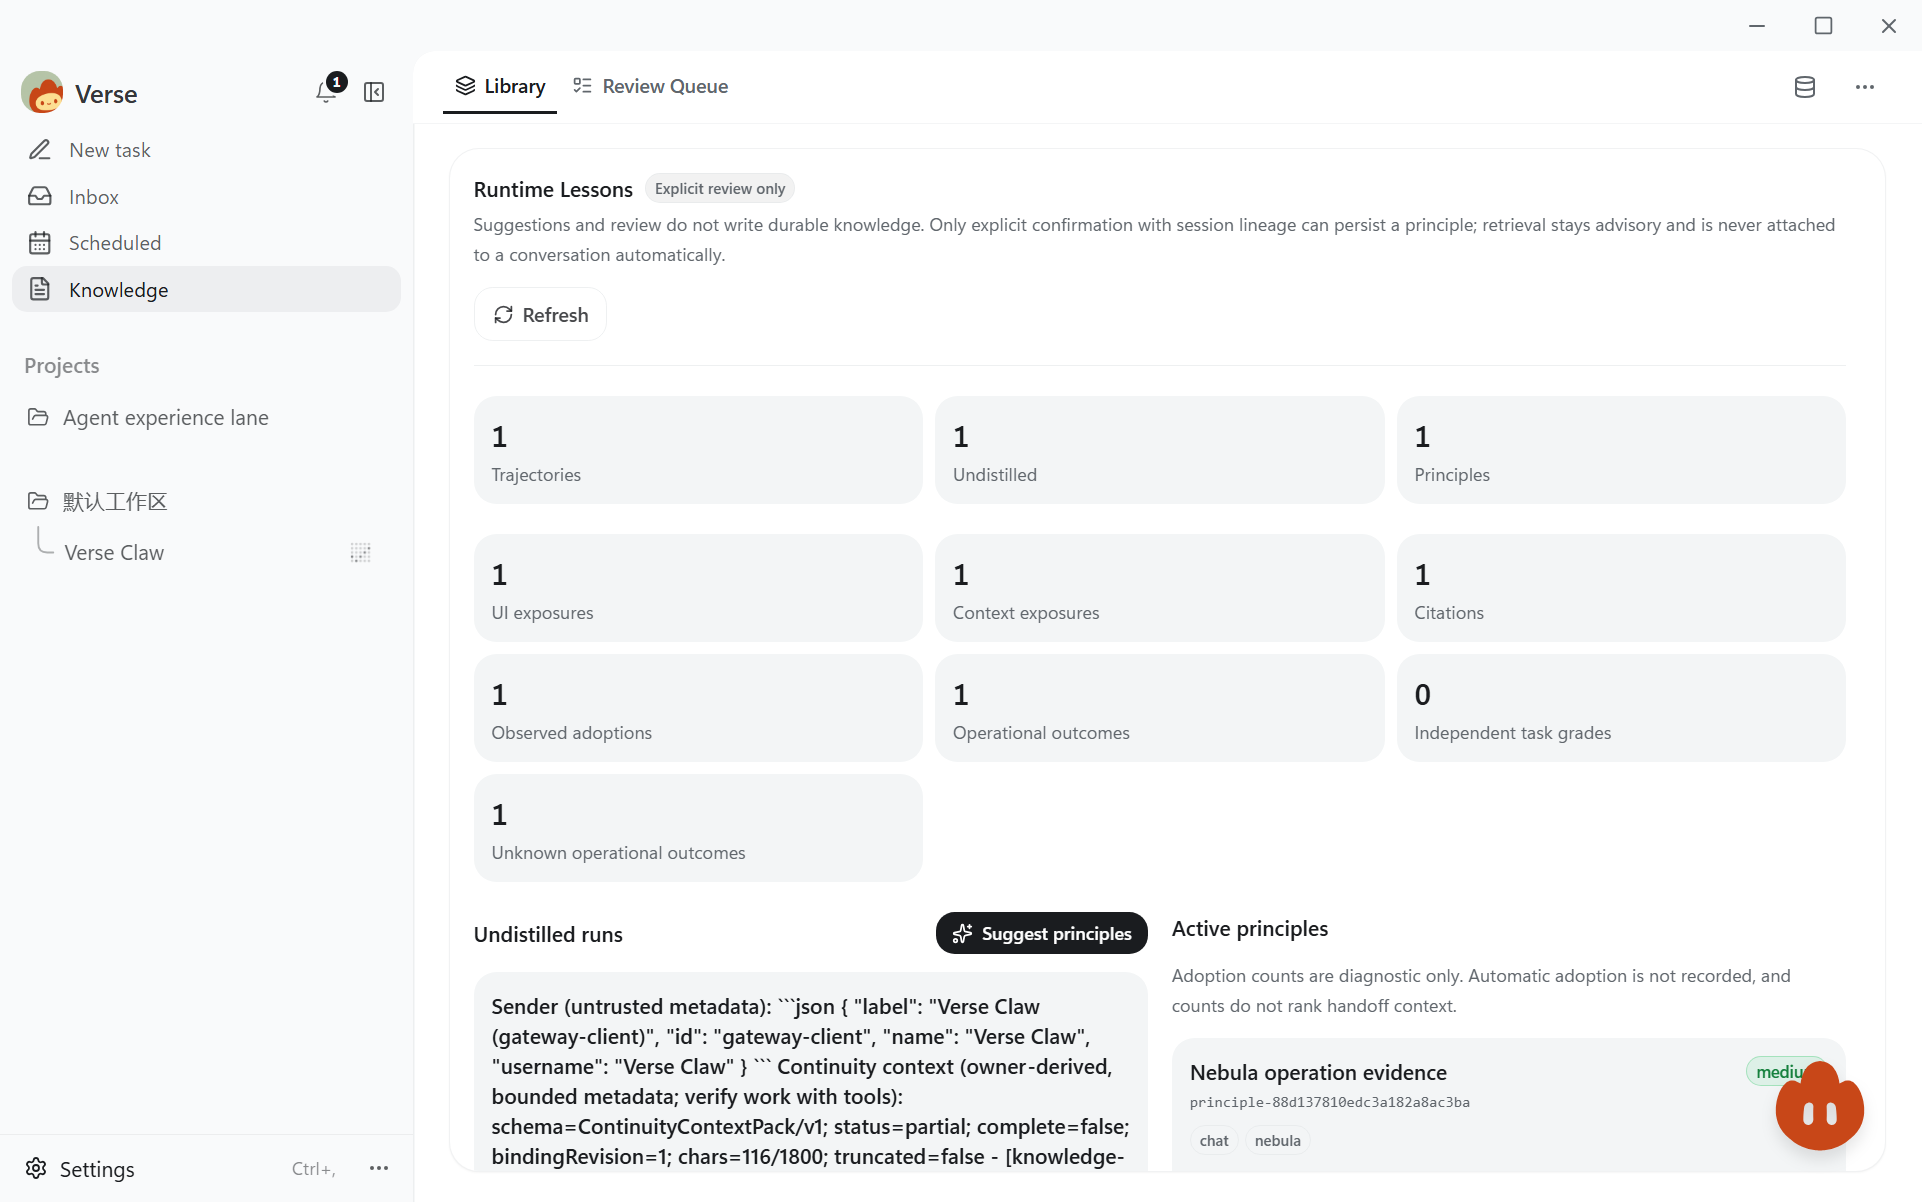 Verse
1
New task
Inbox
Scheduled
Knowledge
Projects
Agent experience lane
默认工作区
Verse Claw
Settings
Ctrl+,
Library
Review Queue
Runtime Lessons
Explicit review only
Suggestions and review do not write durable knowledge. Only explicit confirmation with session lineage can persist a principle; retrieval stays advisory and is never attached
to a conversation automatically.
Refresh
1
Trajectories
1
Undistilled
1
Principles
1
UI exposures
1
Context exposures
1
Citations
1
Observed adoptions
1
Operational outcomes
0
Independent task grades
1
Unknown operational outcomes
Undistilled runs
Suggest principles
Sender (untrusted metadata): ```json { "label": "Verse Claw
(gateway-client)", "id": "gateway-client", "name": "Verse Claw",
"username": "Verse Claw" } ``` Continuity context (owner-derived,
bounded metadata; verify work with tools):
schema=ContinuityContextPack/v1; status=partial; complete=false;
bindingRevision=1; chars=116/1800; truncated=false - [knowledge-
Active principles
Adoption counts are diagnostic only. Automatic adoption is not recorded, and
counts do not rank handoff context.
Nebula operation evidence
mediu
principle-88d137810edc3a182a8ac3ba
chat
nebula